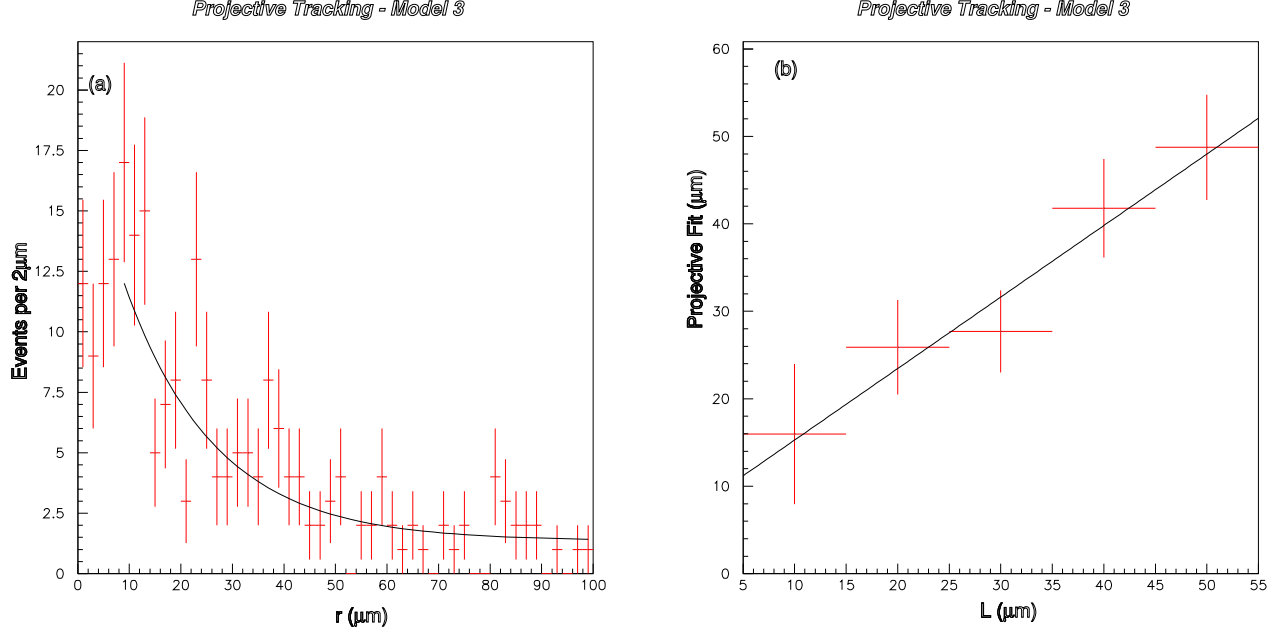 Projective Tracking - Model 3
(a)
Events per 2μm
20
17.5
15
12.5
10
7.5
5
2.5
0
0 10 20 30 40 50 60 70 80 90 100
r (μm)
Projective Tracking - Model 3
(b)
Projective Fit (μm)
60
50
40
30
20
10
0
5 10 15 20 25 30 35 40 45 50 55
L (μm)